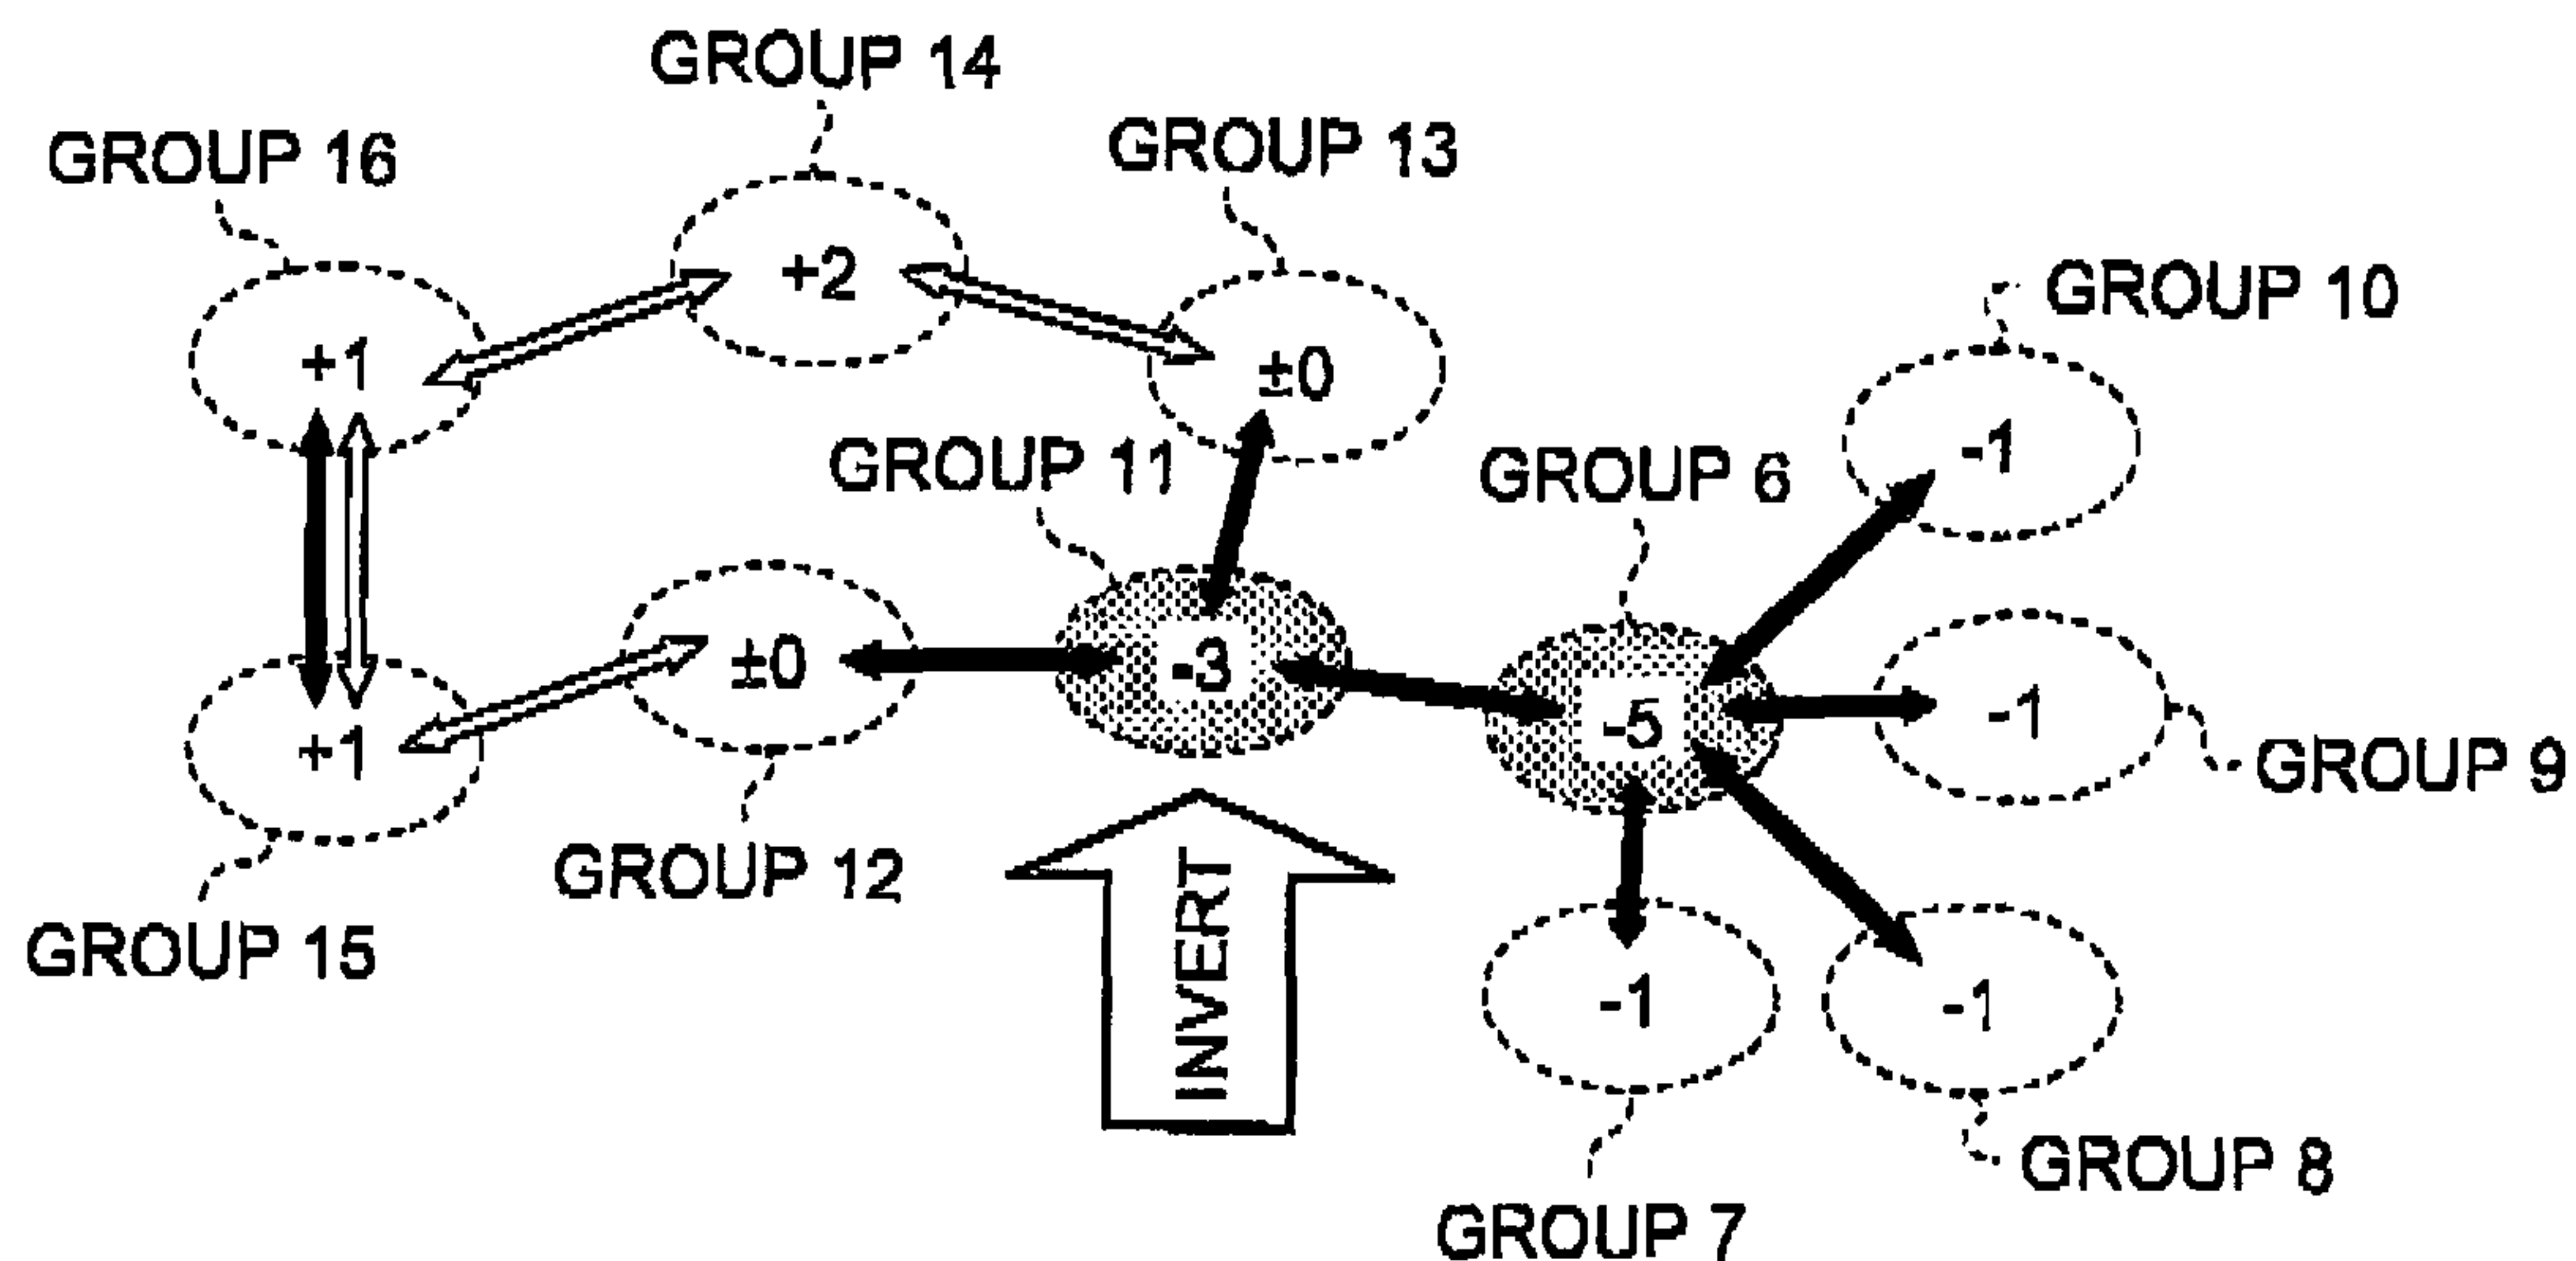 GROUP 14
GROUP 16
GROUP 13
+2
GROUP 10
+1
±0
GROUP 11
GROUP 6
-1
±0
-3
-5
-1
+1
GROUP 9
GROUP 12
GROUP 15
INVERT
-1
-1
GROUP 8
GROUP 7